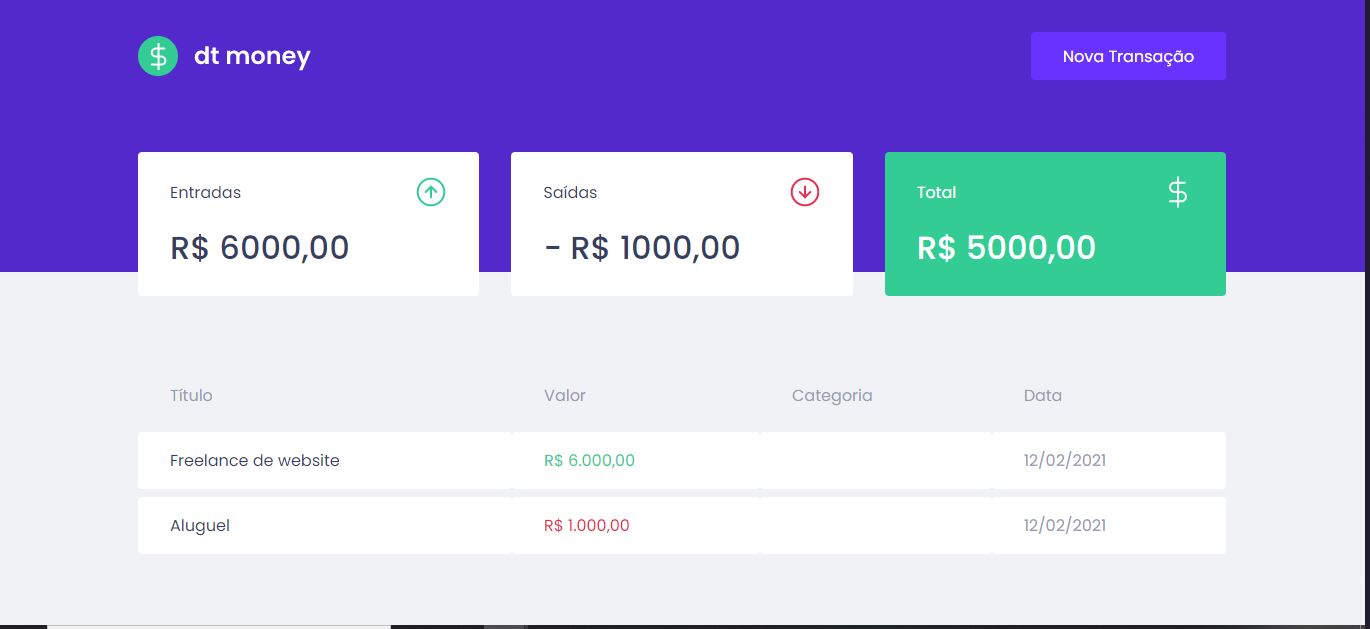 dt money
Nova Transação
Entradas
R$ 6000,00
Saídas
- R$ 1000,00
Total
R$ 5000,00
Título Valor Categoria Data
Freelance de website R$ 6.000,00 12/02/2021
Aluguel R$ 1.000,00 12/02/2021